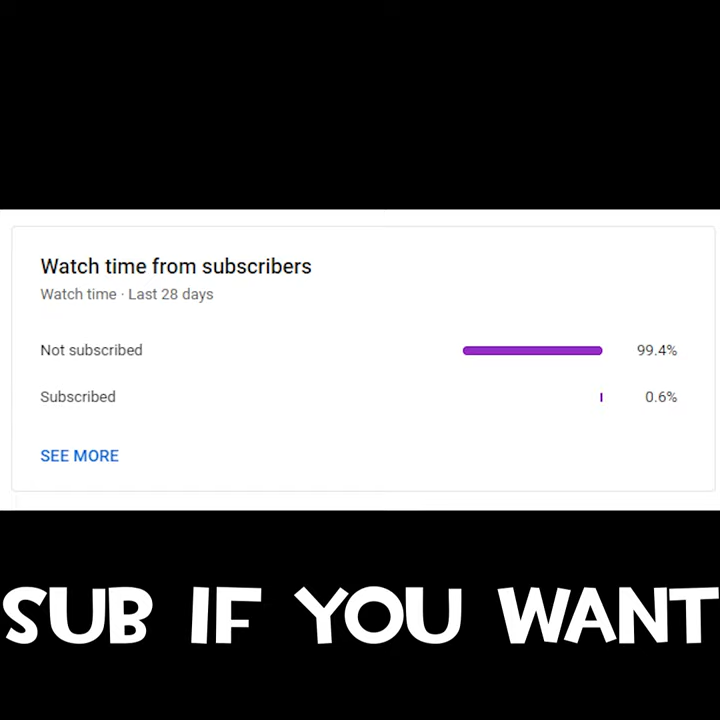 Watch time from subscribers
Watch time · Last 28 days
Not subscribed 99.4%
Subscribed 0.6%
SEE MORE
SUB IF YOU WANT